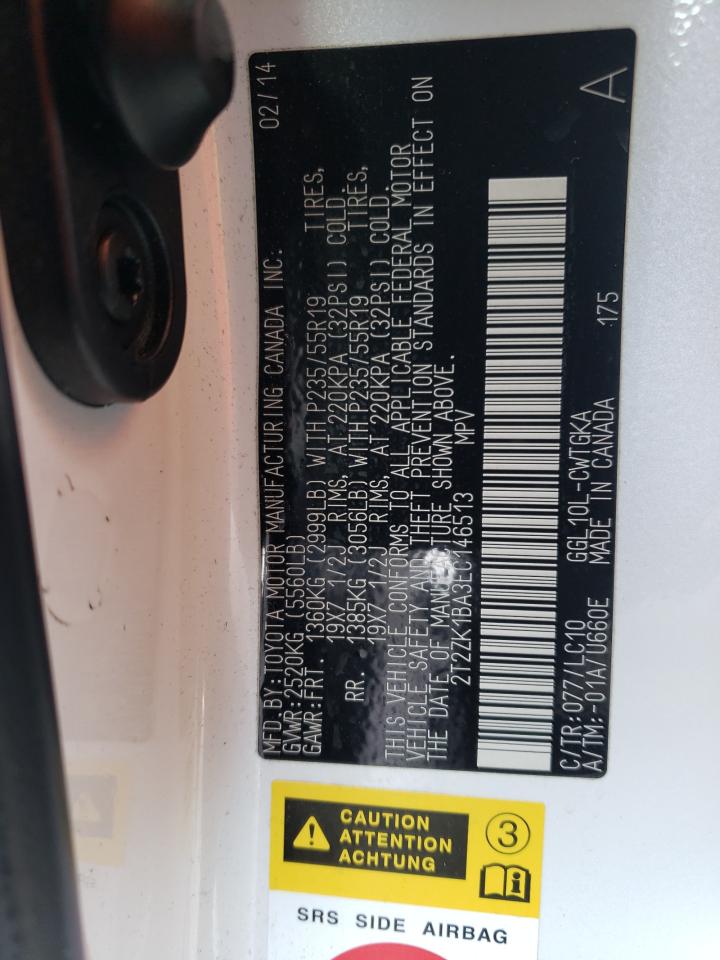 MFD. BY:TOYOTA MOTOR MANUFACTURING CANADA INC. 02/14
GVWR:2520KG (5560LB)
GAWR:FRT. 1360KG (2999LB) WITH P235/55R19 TIRES,
19X7 1/2J RIMS, AT 220KPA (32PSI) COLD.
RR. 1385KG (3056LB) WITH P235/55R19 TIRES,
19X7 1/2J RIMS, AT 220KPA (32PSI) COLD.
THIS VEHICLE CONFORMS TO ALL APPLICABLE FEDERAL MOTOR
VEHICLE SAFETY AND THEFT PREVENTION STANDARDS IN EFFECT ON
THE DATE OF MANUFACTURE SHOWN ABOVE.
2T2ZK1BA3EC146513 MPV
C/TR:077/LC10 GGL10L-CWTGKA
A/TM:-01A/U660E MADE IN CANADA 175 A
CAUTION
ATTENTION
ACHTUNG
3
SRS SIDE AIRBAG